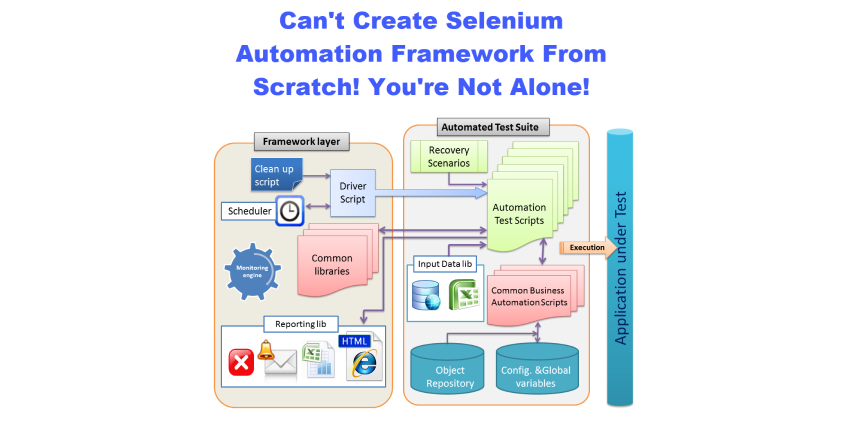 Can't Create Selenium
Automation Framework From
Scratch! You're Not Alone!
Framework layer
Clean up
script
Driver
Script
Scheduler
Common
libraries
Monitoring
engine
Reporting lib
HTML
Automated Test Suite
Recovery
Scenarios
Automation
Test Scripts
Input Data lib
Common Business
Automation Scripts
Object
Repository
Config. &Global
variables
Execution
Application under Test